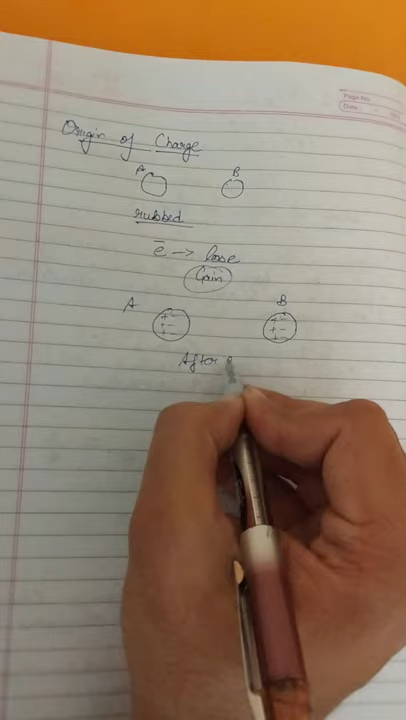 Page No.
Date
Origin of Charge
A B
rubbed
e̅ → lose
Gain
A B
+ - + -
+ - + -
After